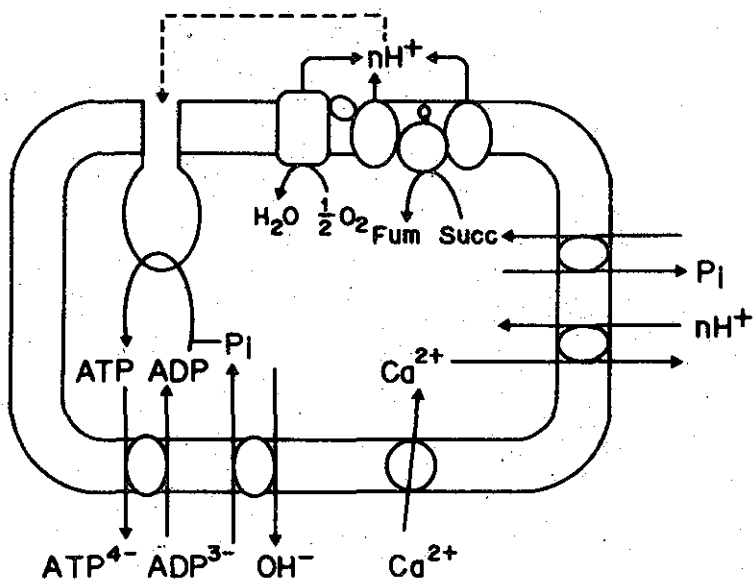 nH⁺
H₂O ½O₂ Fum Succ
Pi
nH⁺
Pi
ATP ADP Ca²⁺
ATP⁴⁻ ADP³⁻ OH⁻ Ca²⁺